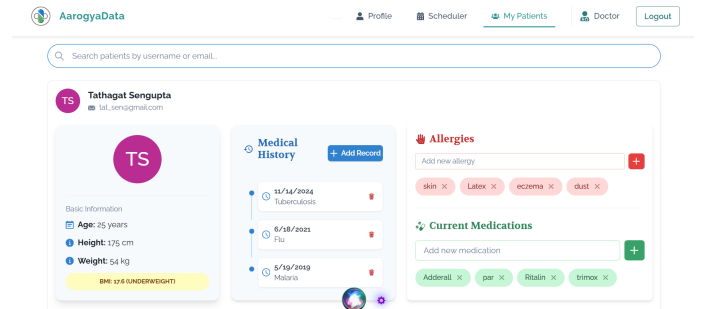 AarogyaData
Profile
Scheduler
My Patients
Doctor
Logout
Search patients by username or email...
TS
Tathagat Sengupta
tat_sen@gmail.com
TS
Basic Information
Age: 25 years
Height: 175 cm
Weight: 54 kg
BMI: 17.6 (UNDERWEIGHT)
Medical
History
+ Add Record
11/14/2024
Tuberculosis
6/18/2021
Flu
5/19/2019
Malaria
Allergies
Add new allergy
+
skin ×
Latex ×
eczema ×
dust ×
Current Medications
Add new medication
+
Adderall ×
par ×
Ritalin ×
trimox ×